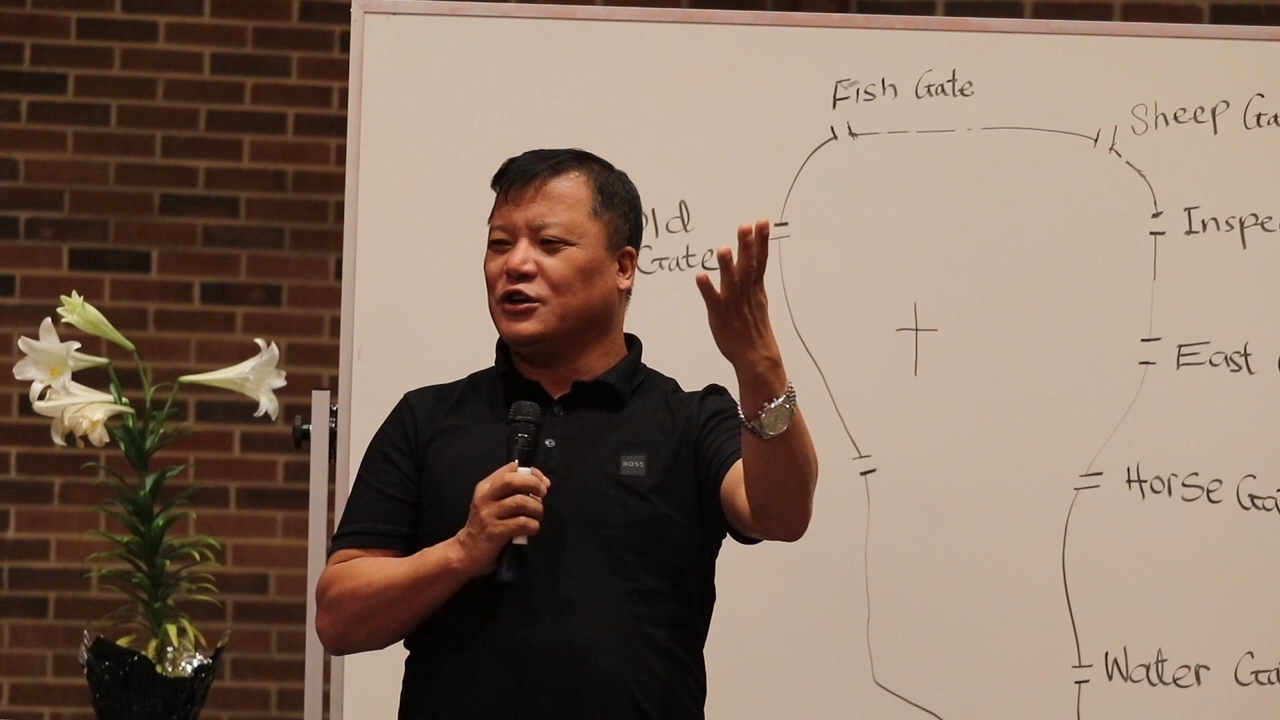 Fish Gate
Sheep Ga
Old
Gate
Inspe
East
Horse Ga
Water Ga
BOSS